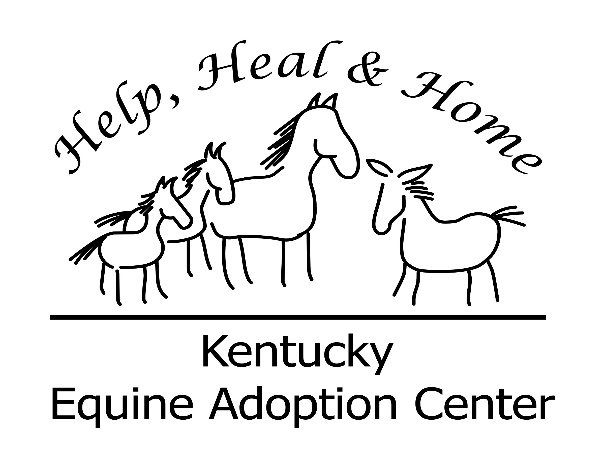 Help, Heal & Home
Kentucky
Equine Adoption Center